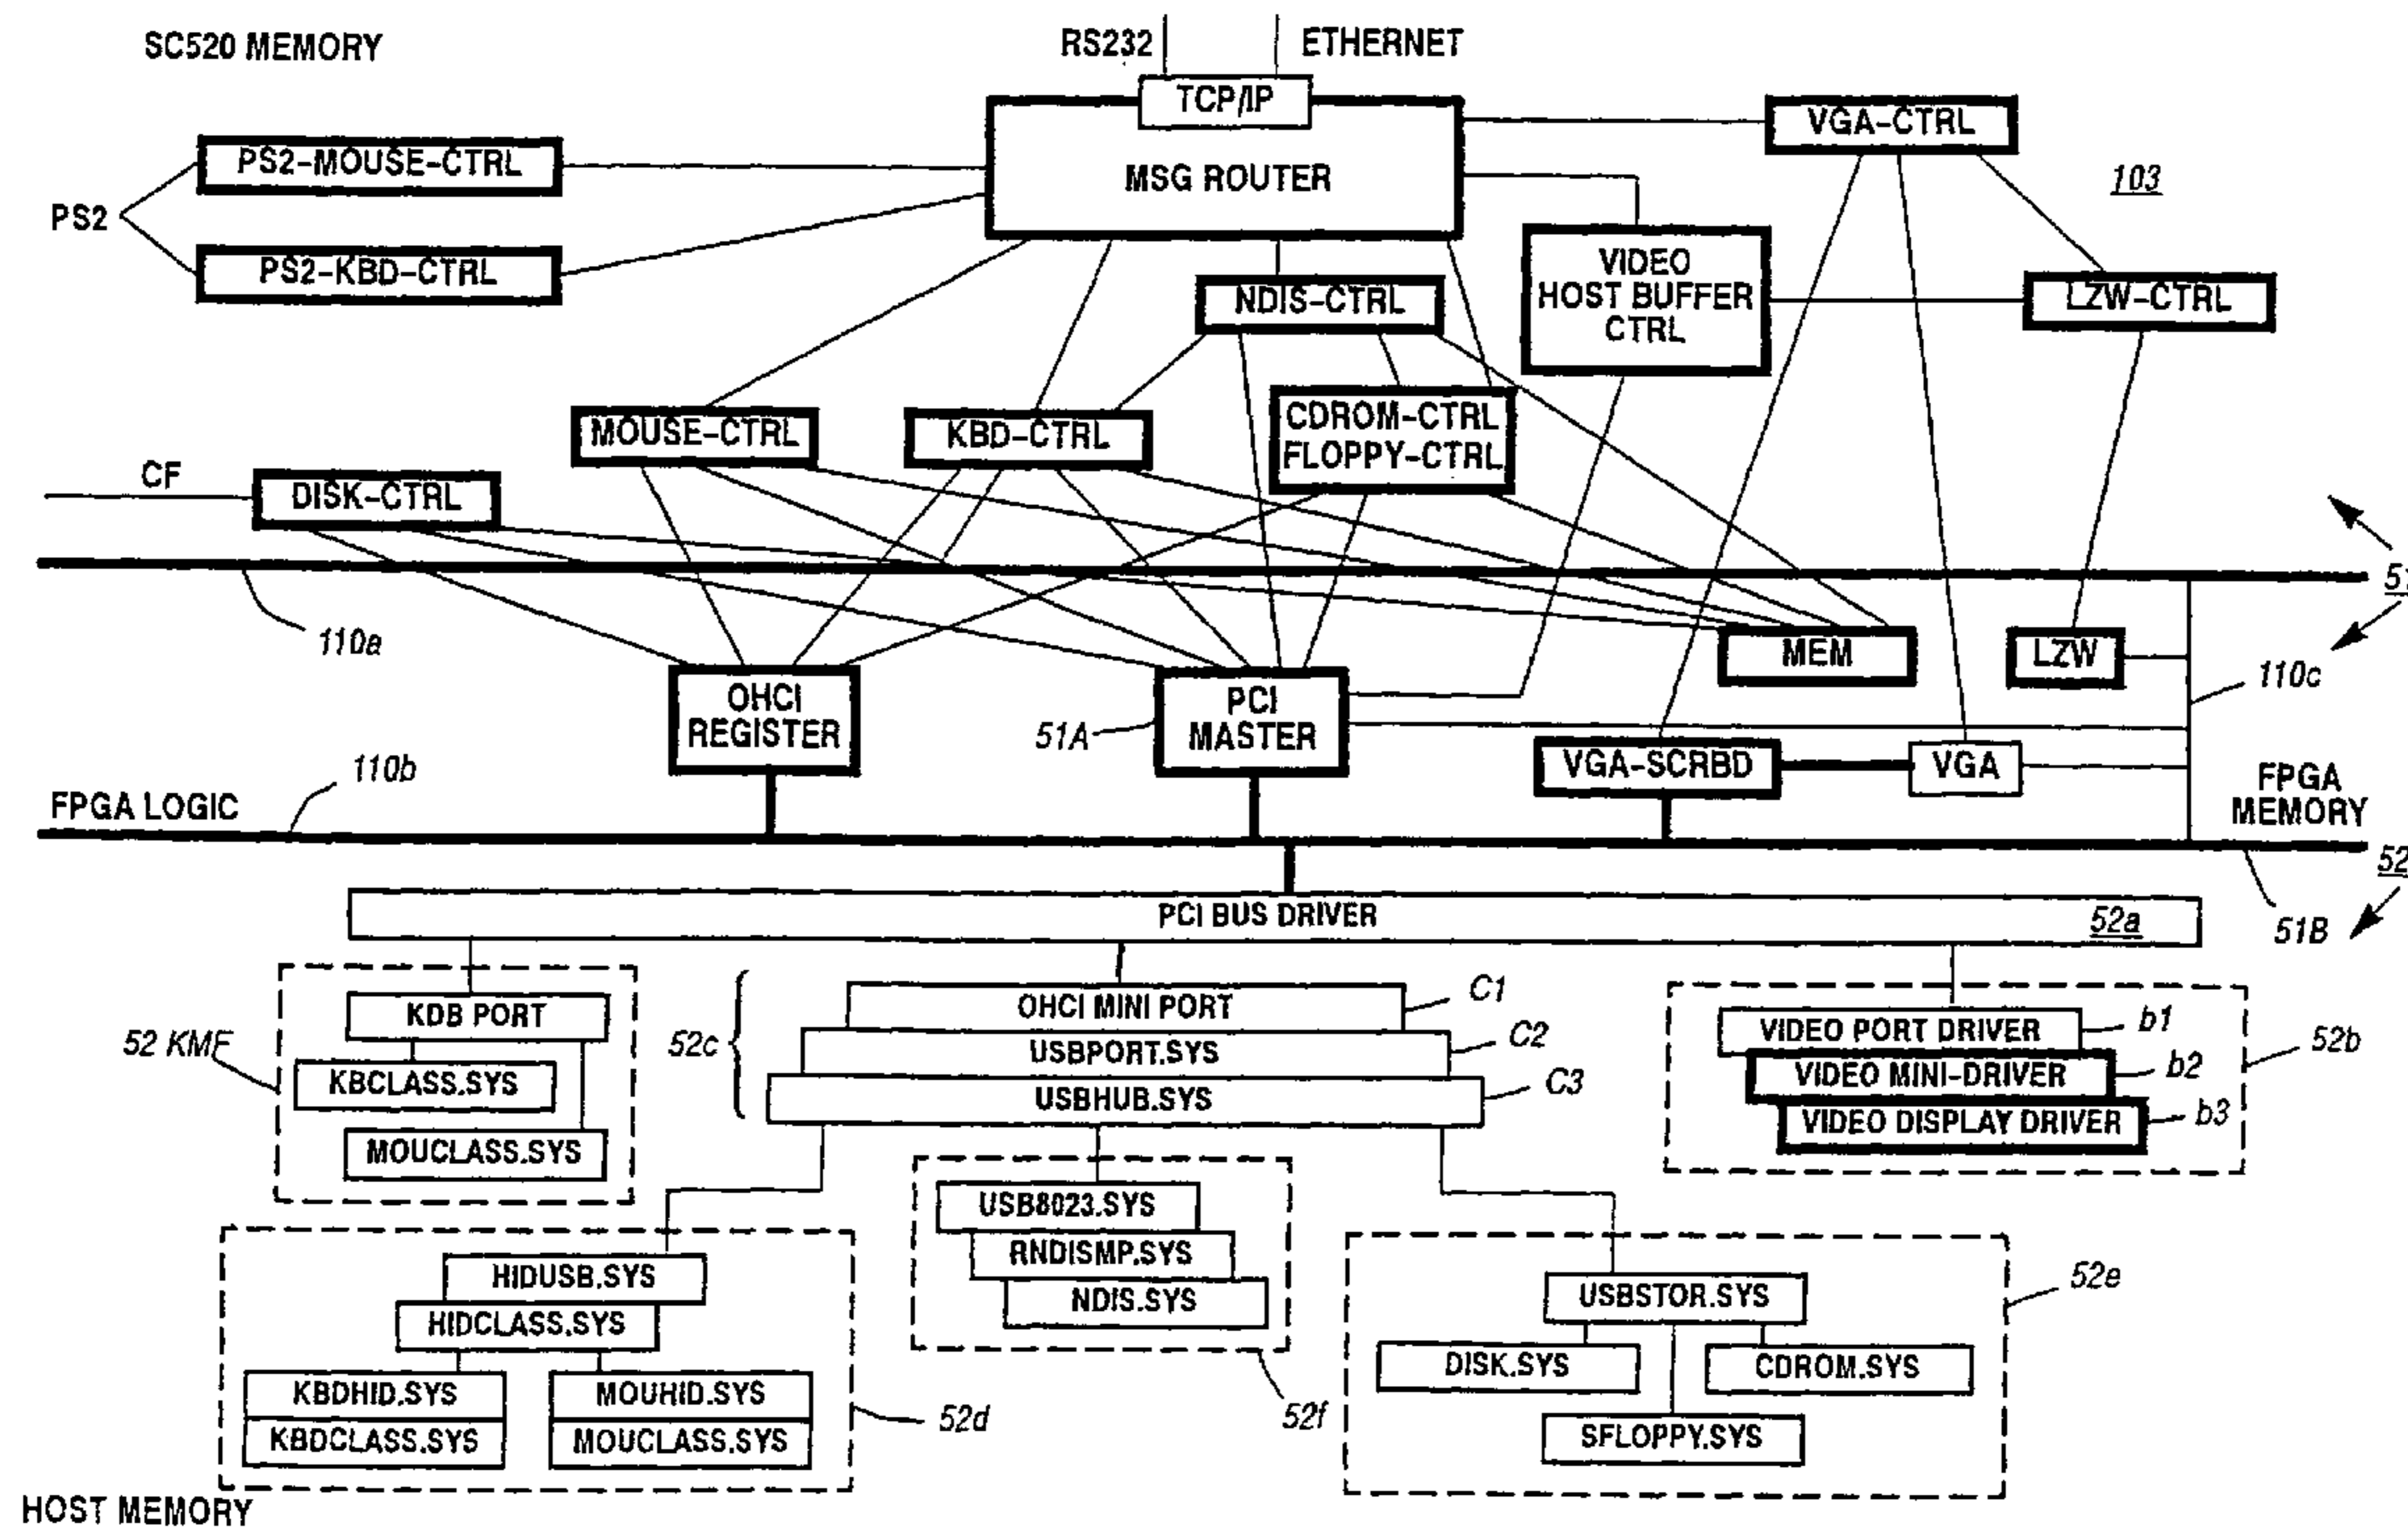 SC520 MEMORY
RS232
ETHERNET
TCP/IP
MSG ROUTER
VGA-CTRL
103
PS2-MOUSE-CTRL
PS2
PS2-KBD-CTRL
NDIS-CTRL
VIDEO
HOST BUFFER
CTRL
LZW-CTRL
MOUSE-CTRL
KBD-CTRL
CDROM-CTRL
FLOPPY-CTRL
CF
DISK-CTRL
51
110a
MEM
LZW
110c
OHCI
REGISTER
51A
PCI
MASTER
VGA-SCRBD
VGA
110b
FPGA LOGIC
FPGA
MEMORY
52
PCI BUS DRIVER
52a
51B
52 KMF
KDB PORT
KBCLASS.SYS
MOUCLASS.SYS
52c
OHCI MINI PORT
C1
USBPORT.SYS
C2
USBHUB.SYS
C3
VIDEO PORT DRIVER
b1
VIDEO MINI-DRIVER
b2
VIDEO DISPLAY DRIVER
b3
52b
HIDUSB.SYS
HIDCLASS.SYS
KBDHID.SYS
KBDCLASS.SYS
MOUHID.SYS
MOUCLASS.SYS
52d
USB8023.SYS
RNDISMP.SYS
NDIS.SYS
52f
USBSTOR.SYS
DISK.SYS
CDROM.SYS
SFLOPPY.SYS
52e
HOST MEMORY